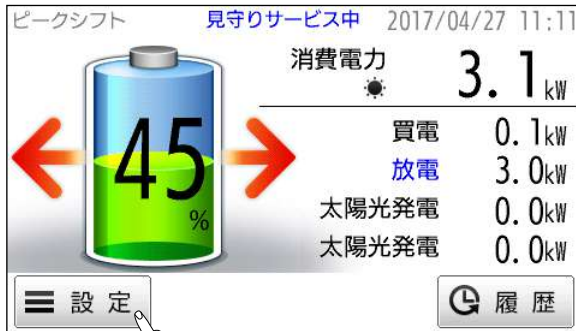 ピークシフト 見守りサービス中 2017/04/27 11:11
消費電力 3.1kW
45%
買電 0.1kW
放電 3.0kW
太陽光発電 0.0kW
太陽光発電 0.0kW
設定 履歴